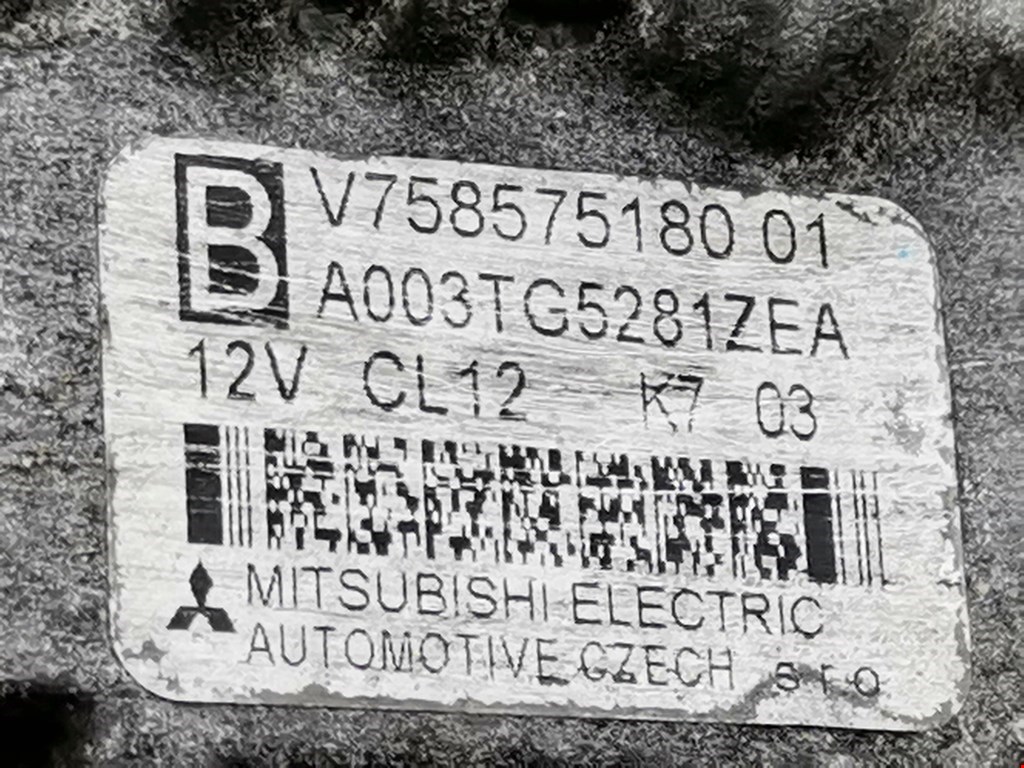 B V758575180 01
A003TG5281ZEA
12V CL12 K7 03
MITSUBISHI ELECTRIC
AUTOMOTIVE CZECH s r o